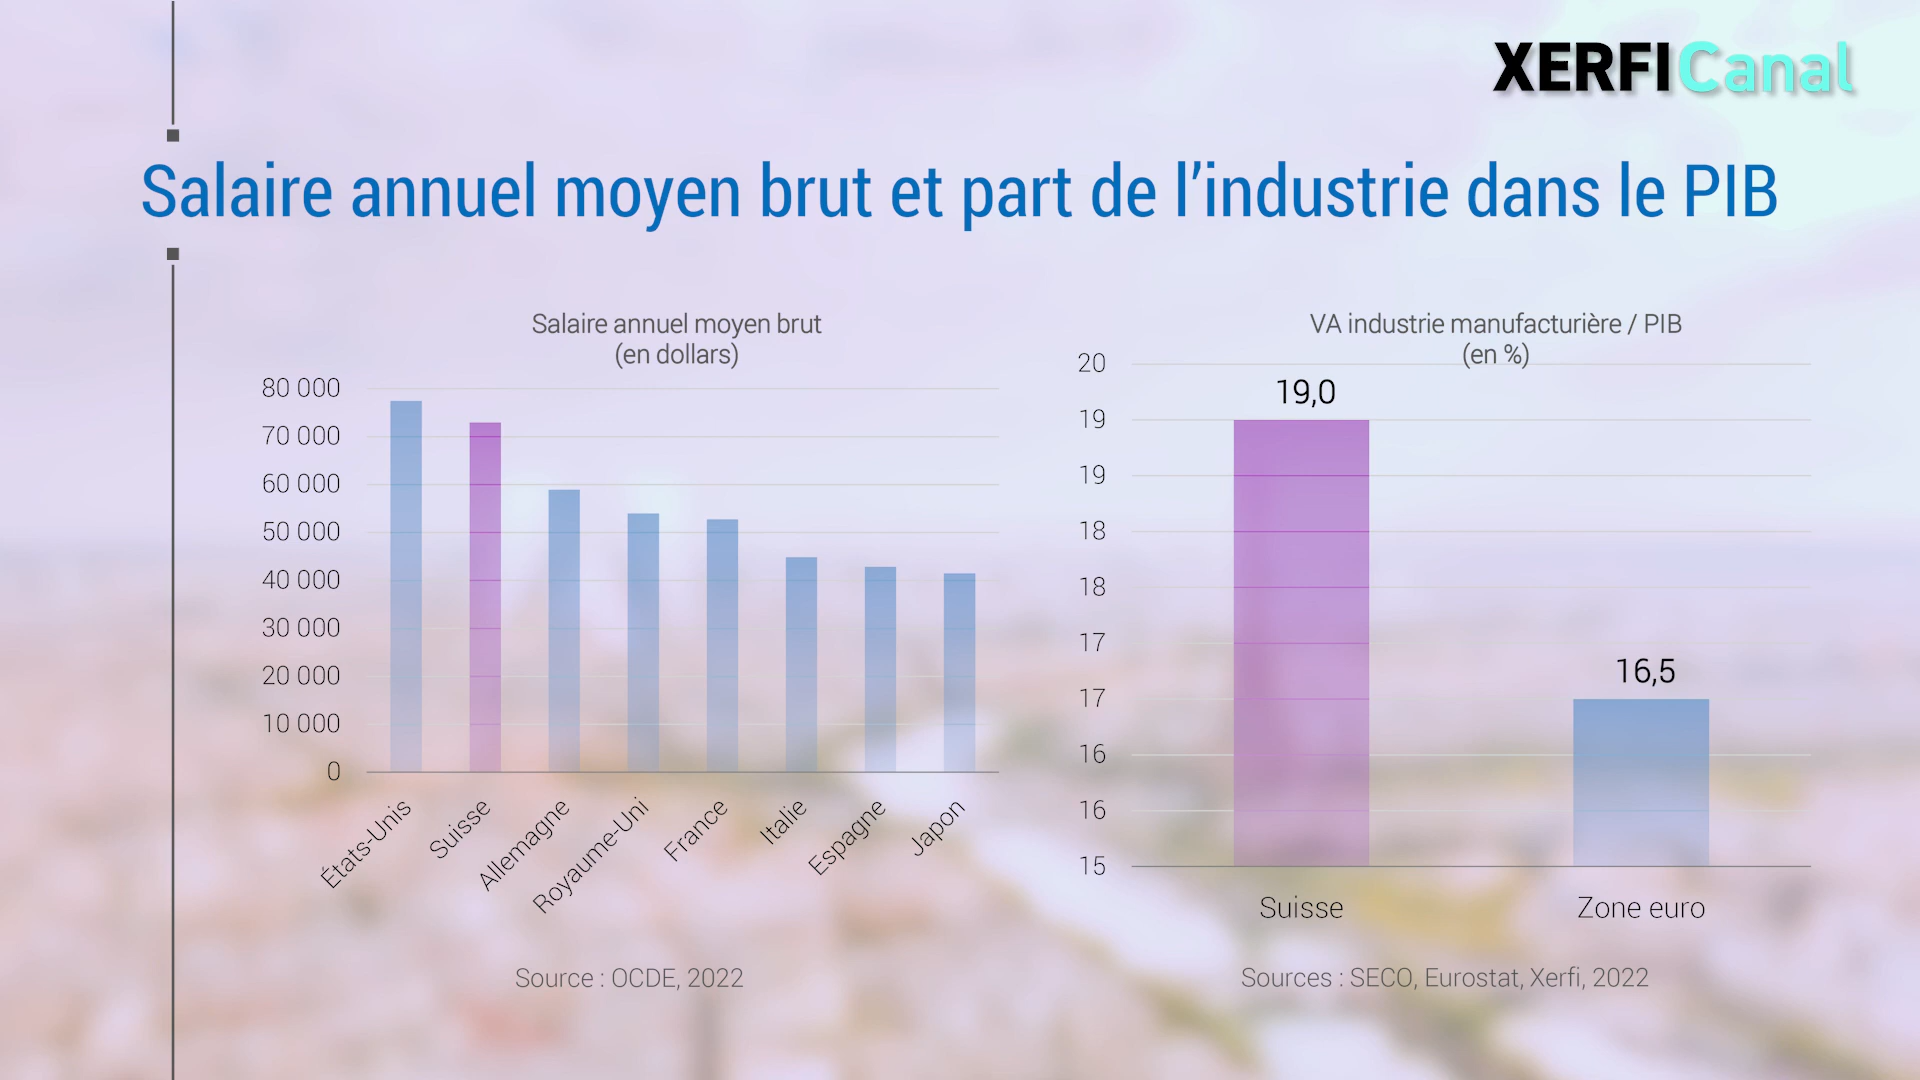 XERFI Canal
Salaire annuel moyen brut et part de l’industrie dans le PIB
Salaire annuel moyen brut
(en dollars)
80 000
70 000
60 000
50 000
40 000
30 000
20 000
10 000
0
États-Unis
Suisse
Allemagne
Royaume-Uni
France
Italie
Espagne
Japon
Source : OCDE, 2022
VA industrie manufacturière / PIB
(en %)
20
19
19
18
18
17
17
16
16
15
19,0
16,5
Suisse
Zone euro
Sources : SECO, Eurostat, Xerfi, 2022